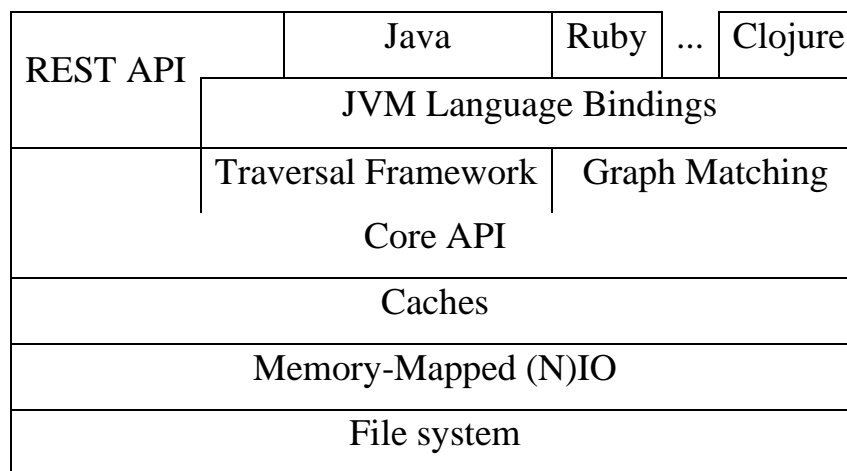 Java Ruby ... Clojure
REST API
JVM Language Bindings
Traversal Framework Graph Matching
Core API
Caches
Memory-Mapped (N)IO
File system